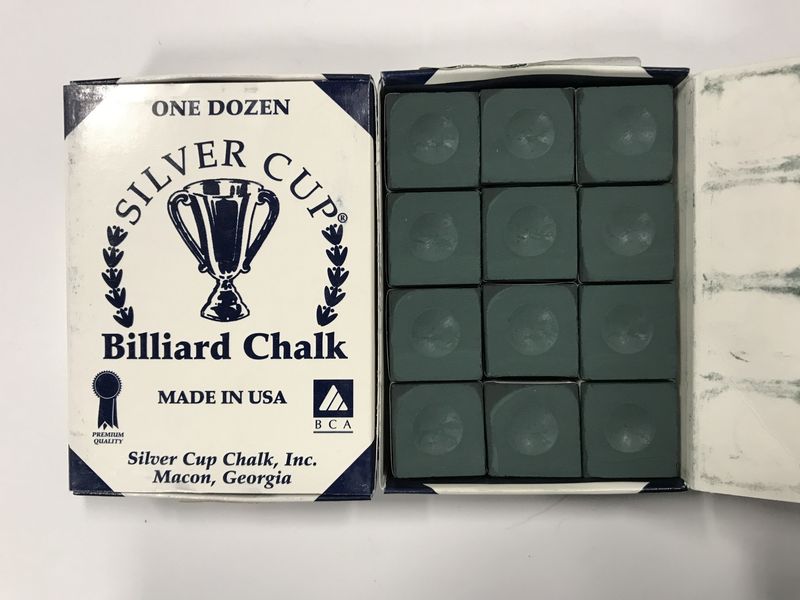 ONE DOZEN
SILVER CUP®
Billiard Chalk
MADE IN USA
PREMIUM
QUALITY
BCA
Silver Cup Chalk, Inc.
Macon, Georgia